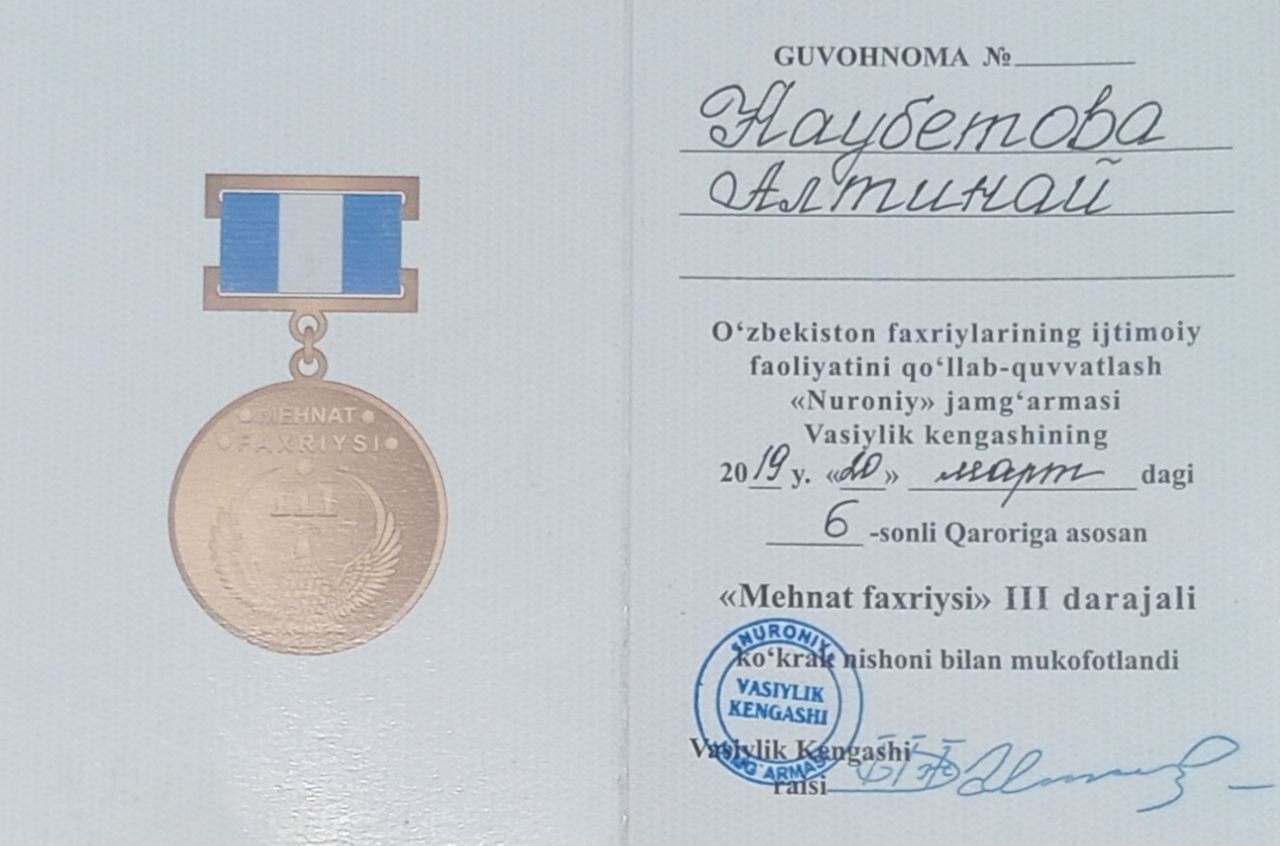 MEHNAT
FAXRIYSI
III
GUVOHNOMA №
Наубетова
Алтинай
O‘zbekiston faxriylarining ijtimoiy
faoliyatini qo‘llab-quvvatlash
«Nuroniy» jamg‘armasi
Vasiylik kengashining
2019 y. «20» март dagi
6 -sonli Qaroriga asosan
«Mehnat faxriysi» III darajali
ko‘krak nishoni bilan mukofotlandi
«NURONIY»
VASIYLIK
KENGASHI
JAMG‘ARMASI
Vasiylik Kengashi
raisi